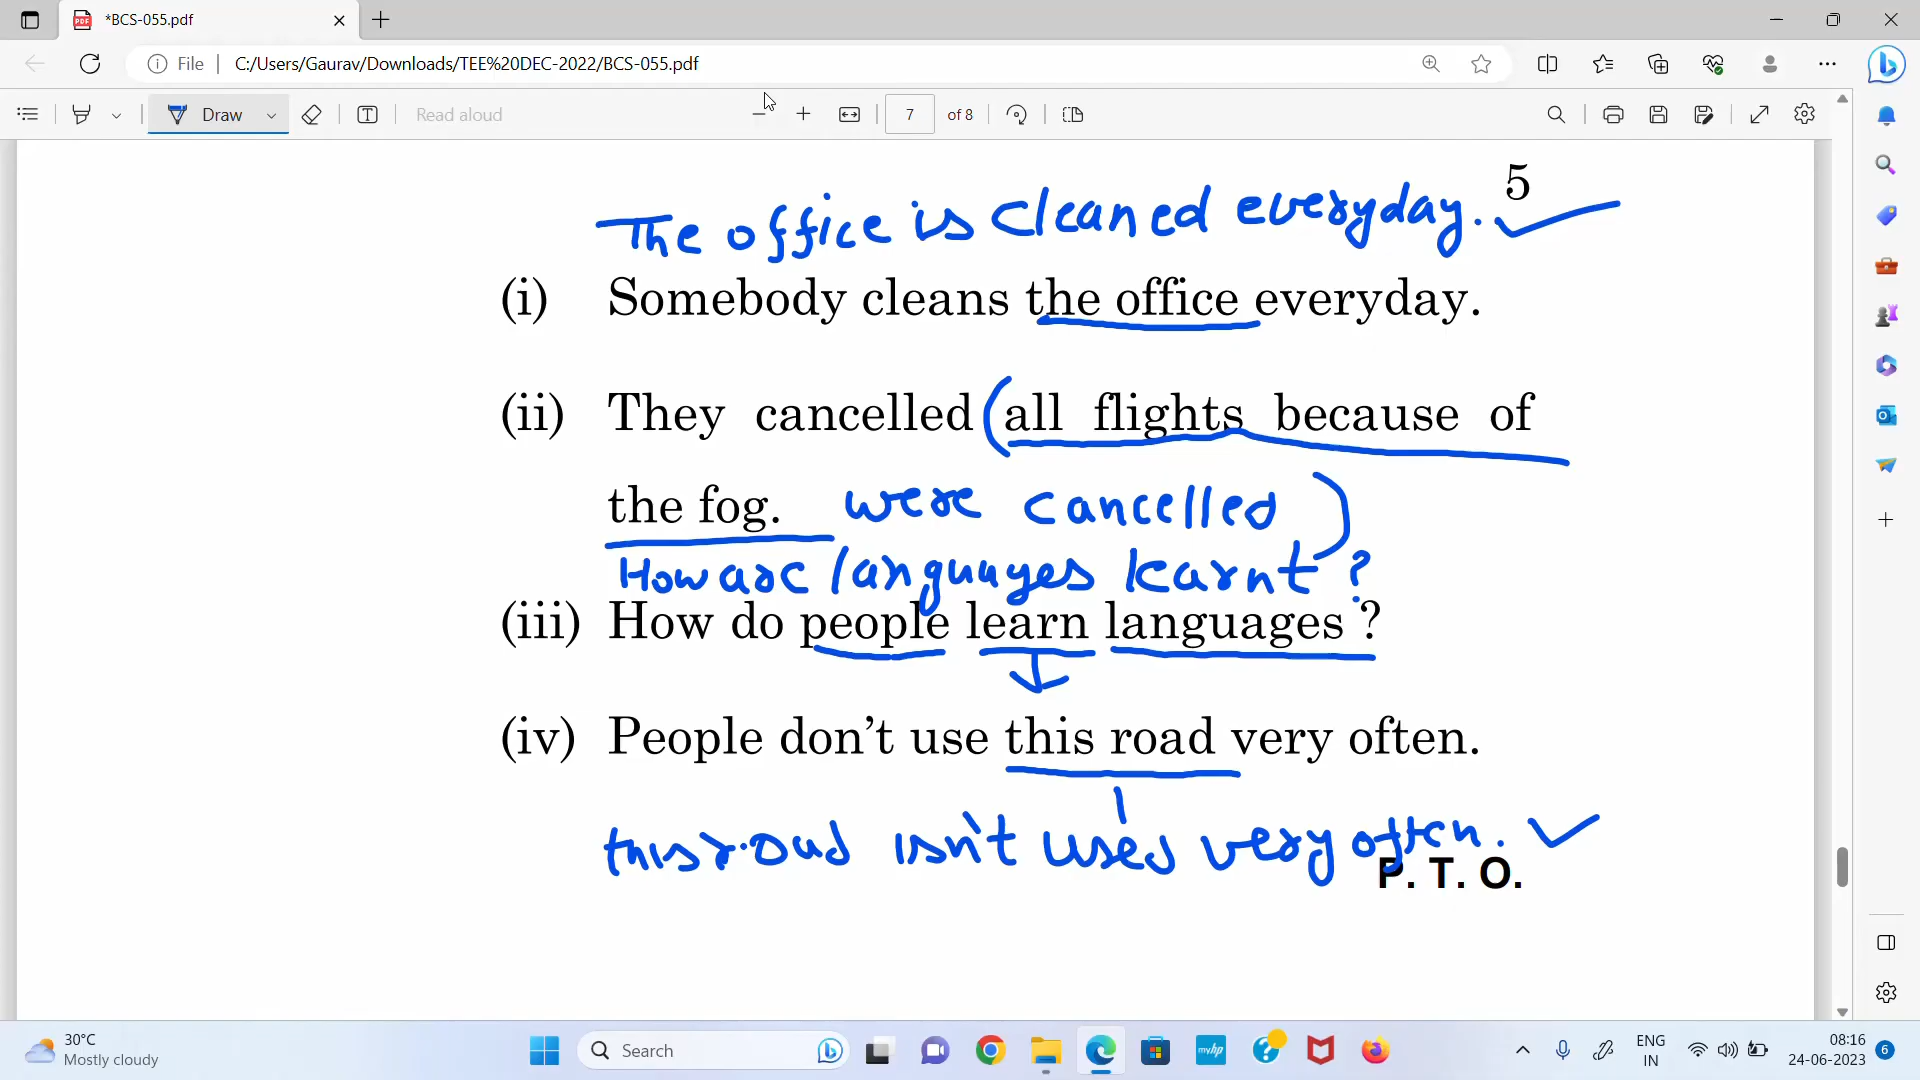 *BCS-055.pdf
File C:/Users/Gaurav/Downloads/TEE%20DEC-2022/BCS-055.pdf
Draw Read aloud 7 of 8
5
The office is cleaned everyday.
(i) Somebody cleans the office everyday.
(ii) They cancelled (all flights because of
the fog. were cancelled )
How are languages learnt ?
(iii) How do people learn languages ?
(iv) People don't use this road very often.
this road isn't used very often.
P. T. O.
30°C
Mostly cloudy
Search
myhp
ENG
IN
08:16
24-06-2023
6